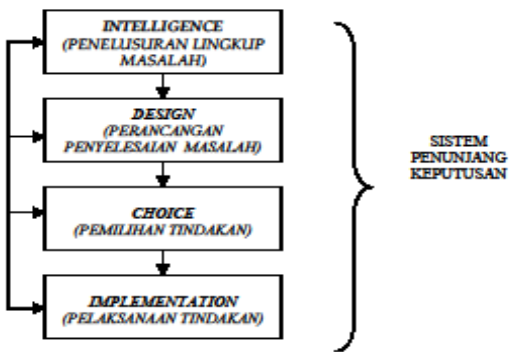 INTELLIGENCE
(PENELUSURAN LINGKUP
MASALAH)
DESIGN
(PERANCANGAN
PENYELESAIAN MASALAH)
CHOICE
(PEMILIHAN TINDAKAN)
IMPLEMENTATION
(PELAKSANAAN TINDAKAN)
SISTEM
PENUNJANG
KEPUTUSAN